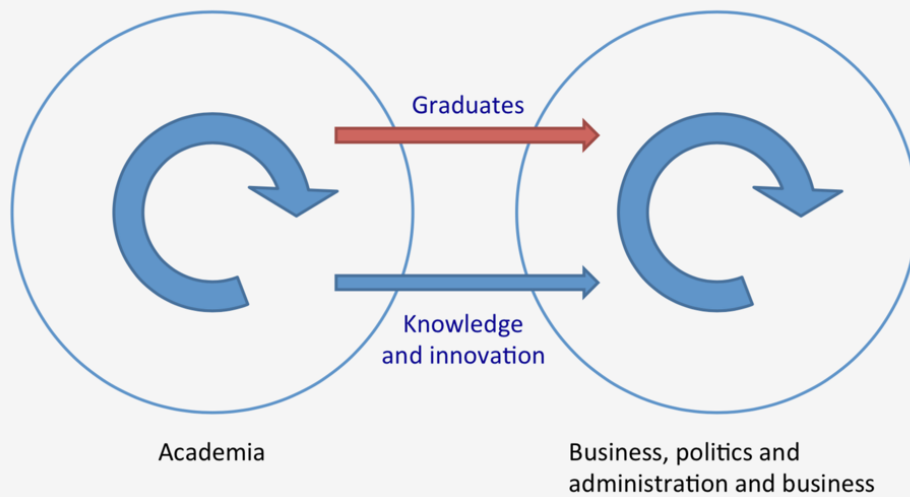 Graduates
Knowledge
and innovation
Academia
Business, politics and
administration and business